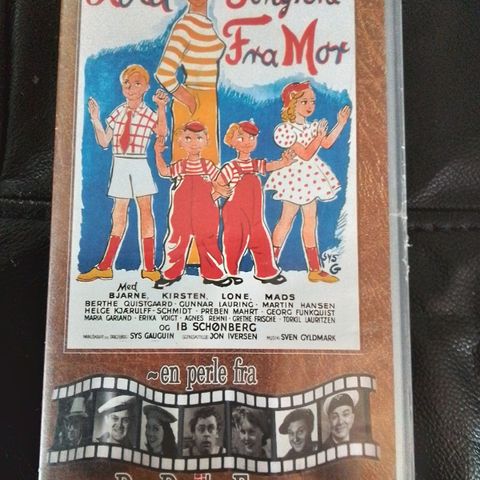 Fra Mor
SYS
G
Med
BJARNE, KIRSTEN, LONE, MADS
BERTHE QUISTGAARD - GUNNAR LAURING - MARTIN HANSEN
HELGE KJÆRULFF-SCHMIDT - PREBEN MAHRT - GEORG FUNKQUIST
MARIA GARLAND - ERIKA VOIGT - AGNES REHNI - GRETHE FRISCHE - TORKIL LAURITZEN
OG IB SCHØNBERG
SYS GAUGUIN JON IVERSEN MUSIK: SVEN GYLDMARK
~en perle fra